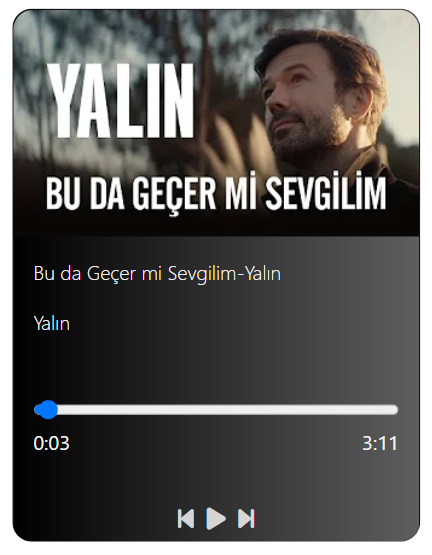 YALIN
BU DA GEÇER Mİ SEVGİLİM
Bu da Geçer mi Sevgilim-Yalın
Yalın
0:03 3:11